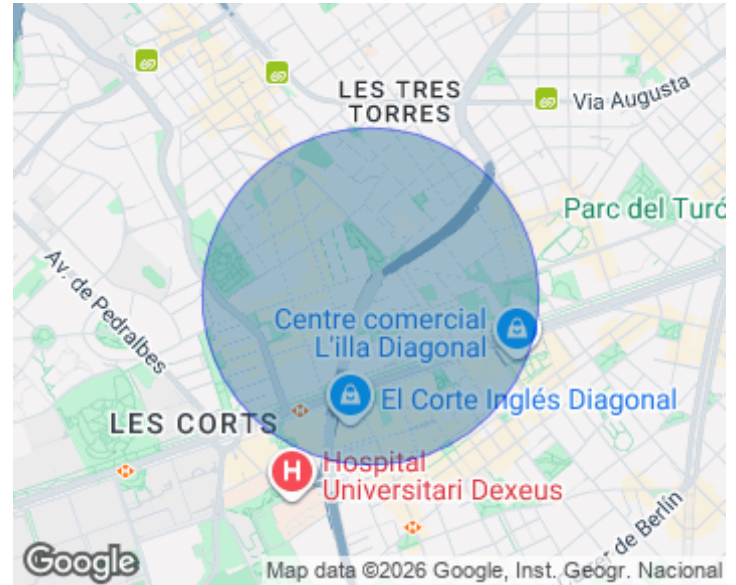 LES TRES
TORRES
Via Augusta
Parc del Turó
Av. de Pedralbes
Centre comercial
L'illa Diagonal
El Corte Inglés Diagonal
LES CORTS
H
Hospital
Universitari Dexeus
de Berlín
Google
Map data ©2026 Google, Inst. Geogr. Nacional